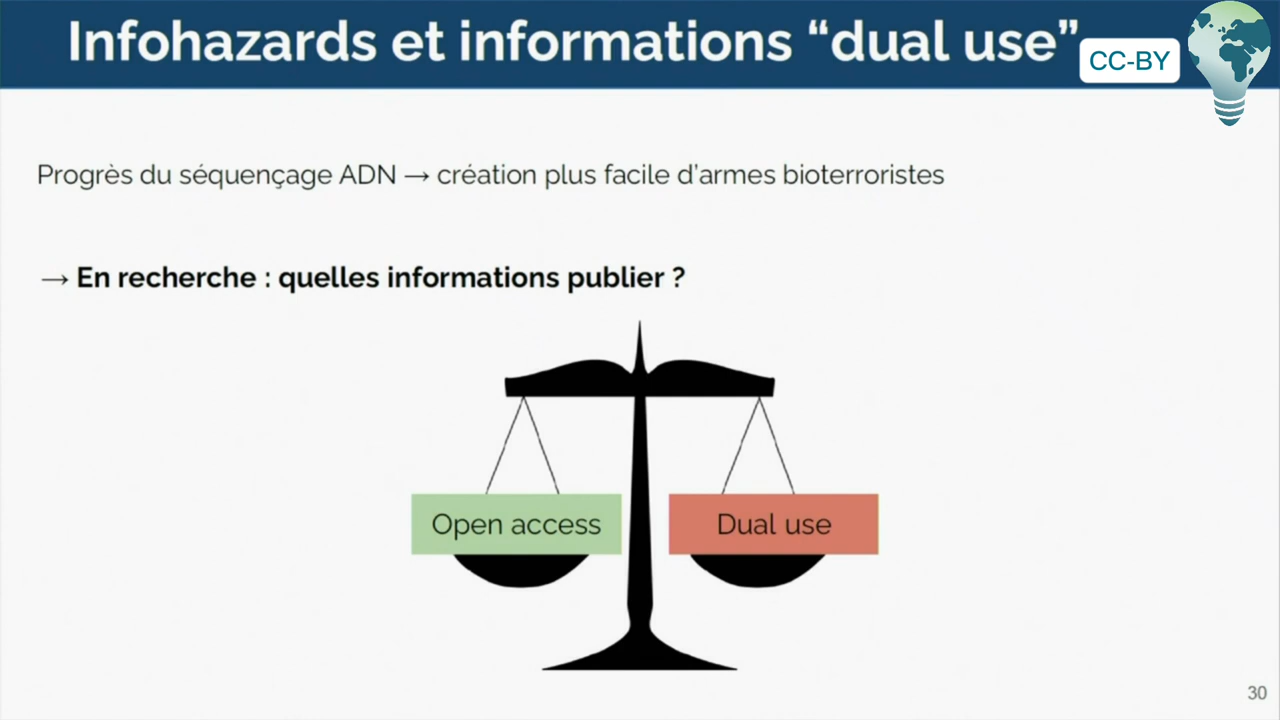 Infohazards et informations “dual use”
CC-BY
Progrès du séquençage ADN → création plus facile d’armes bioterroristes
→ En recherche : quelles informations publier ?
Open access
Dual use
30